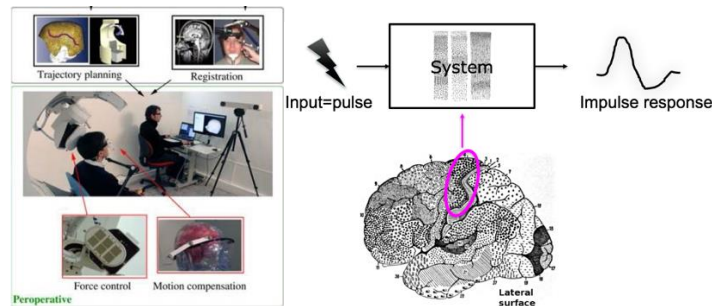 Trajectory planning
Registration
Force control
Motion compensation
Peroperative
Input=pulse
System
Impulse response
Lateral
surface